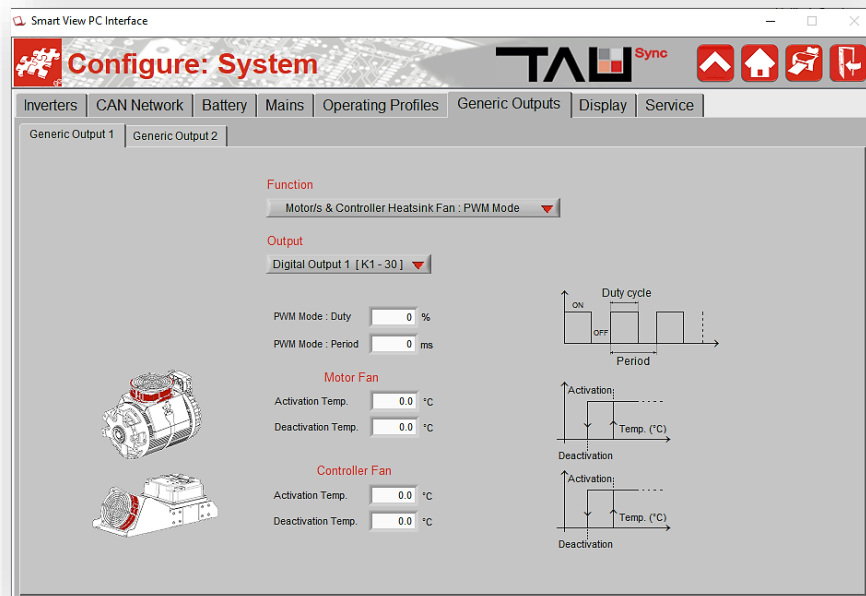 Smart View PC Interface
Configure: System
TAU Sync
Inverters CAN Network Battery Mains Operating Profiles Generic Outputs Display Service
Generic Output 1 Generic Output 2
Function
Motor/s & Controller Heatsink Fan : PWM Mode
Output
Digital Output 1 [ K1 - 30 ]
PWM Mode : Duty 0 %
PWM Mode : Period 0 ms
Duty cycle
ON
OFF
Period
Motor Fan
Activation Temp. 0.0 °C
Deactivation Temp. 0.0 °C
Activation
Temp. (°C)
Deactivation
Controller Fan
Activation Temp. 0.0 °C
Deactivation Temp. 0.0 °C
Activation
Temp. (°C)
Deactivation